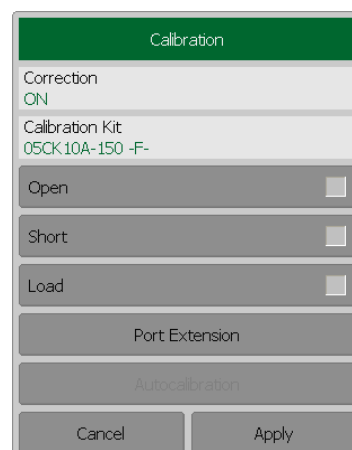 Calibration
Correction
ON
Calibration Kit
05CK10A-150 -F-
Open
Short
Load
Port Extension
Autocalibration
Cancel
Apply